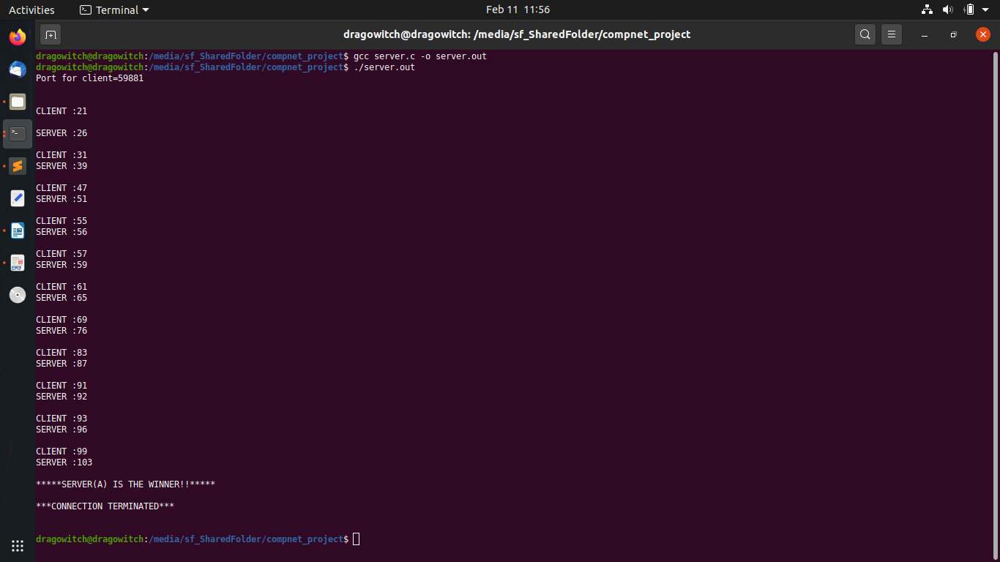 Activities
Terminal
Feb 11 11:56
dragowitch@dragowitch: /media/sf_SharedFolder/compnet_project
dragowitch@dragowitch:/media/sf_SharedFolder/compnet_project$ gcc server.c -o server.out
dragowitch@dragowitch:/media/sf_SharedFolder/compnet_project$ ./server.out
Port for client=59881
CLIENT :21
SERVER :26
CLIENT :31
SERVER :39
CLIENT :47
SERVER :51
CLIENT :55
SERVER :56
CLIENT :57
SERVER :59
CLIENT :61
SERVER :65
CLIENT :69
SERVER :76
CLIENT :83
SERVER :87
CLIENT :91
SERVER :92
CLIENT :93
SERVER :96
CLIENT :99
SERVER :103
*****SERVER(A) IS THE WINNER!!*****
***CONNECTION TERMINATED***
dragowitch@dragowitch:/media/sf_SharedFolder/compnet_project$